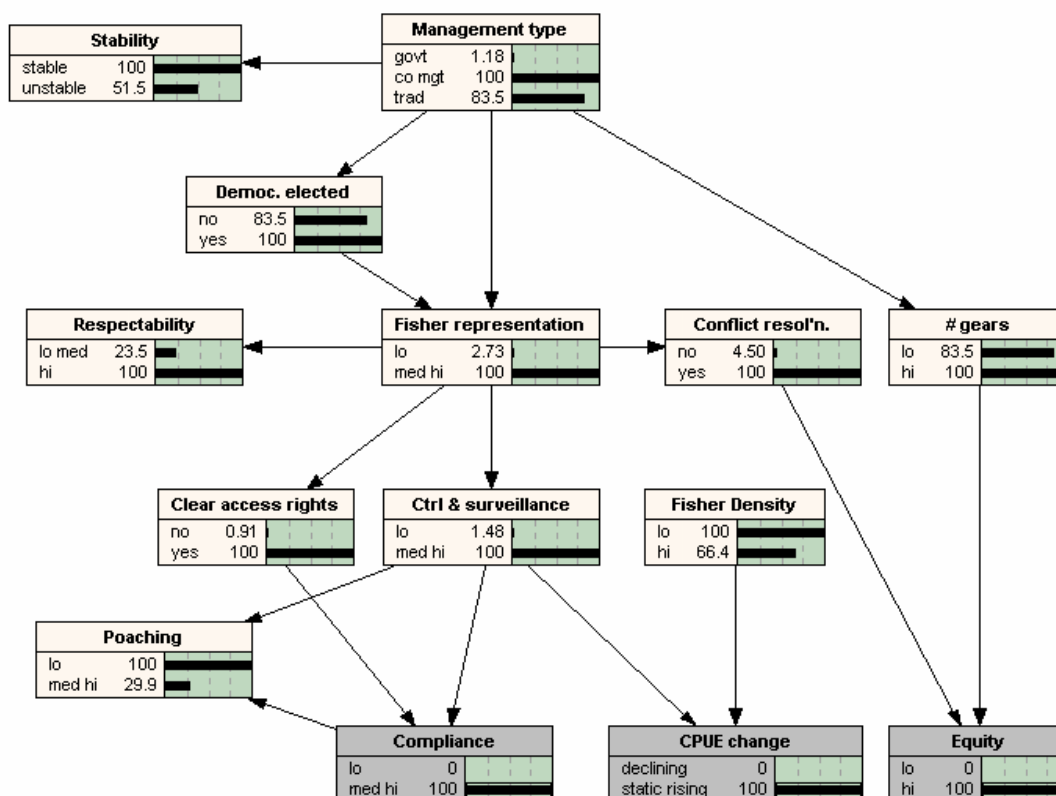 Management type
govt 1.18
co mgt 100
trad 83.5
Stability
stable 100
unstable 51.5
Democ. elected
no 83.5
yes 100
Respectability
lo med 23.5
hi 100
Fisher representation
lo 2.73
med hi 100
Conflict resol'n.
no 4.50
yes 100
# gears
lo 83.5
hi 100
Clear access rights
no 0.91
yes 100
Ctrl & surveillance
lo 1.48
med hi 100
Fisher Density
lo 100
hi 66.4
Poaching
lo 100
med hi 29.9
Compliance
lo 0
med hi 100
CPUE change
declining 0
static rising 100
Equity
lo 0
hi 100